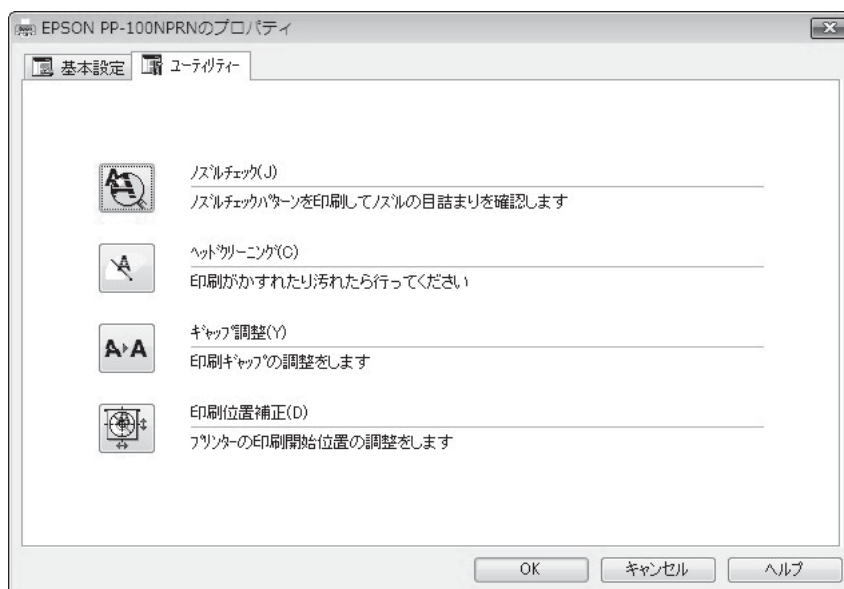 EPSON PP-100NPRNのプロパティ
基本設定
ユーティリティー
ノズルチェック(J)
ノズルチェックパターンを印刷してノズルの目詰まりを確認します
ヘッドクリーニング(C)
印刷がかすれたり汚れたら行ってください
ギャップ調整(Y)
印刷ギャップの調整をします
印刷位置補正(D)
プリンターの印刷開始位置の調整をします
OK
キャンセル
ヘルプ